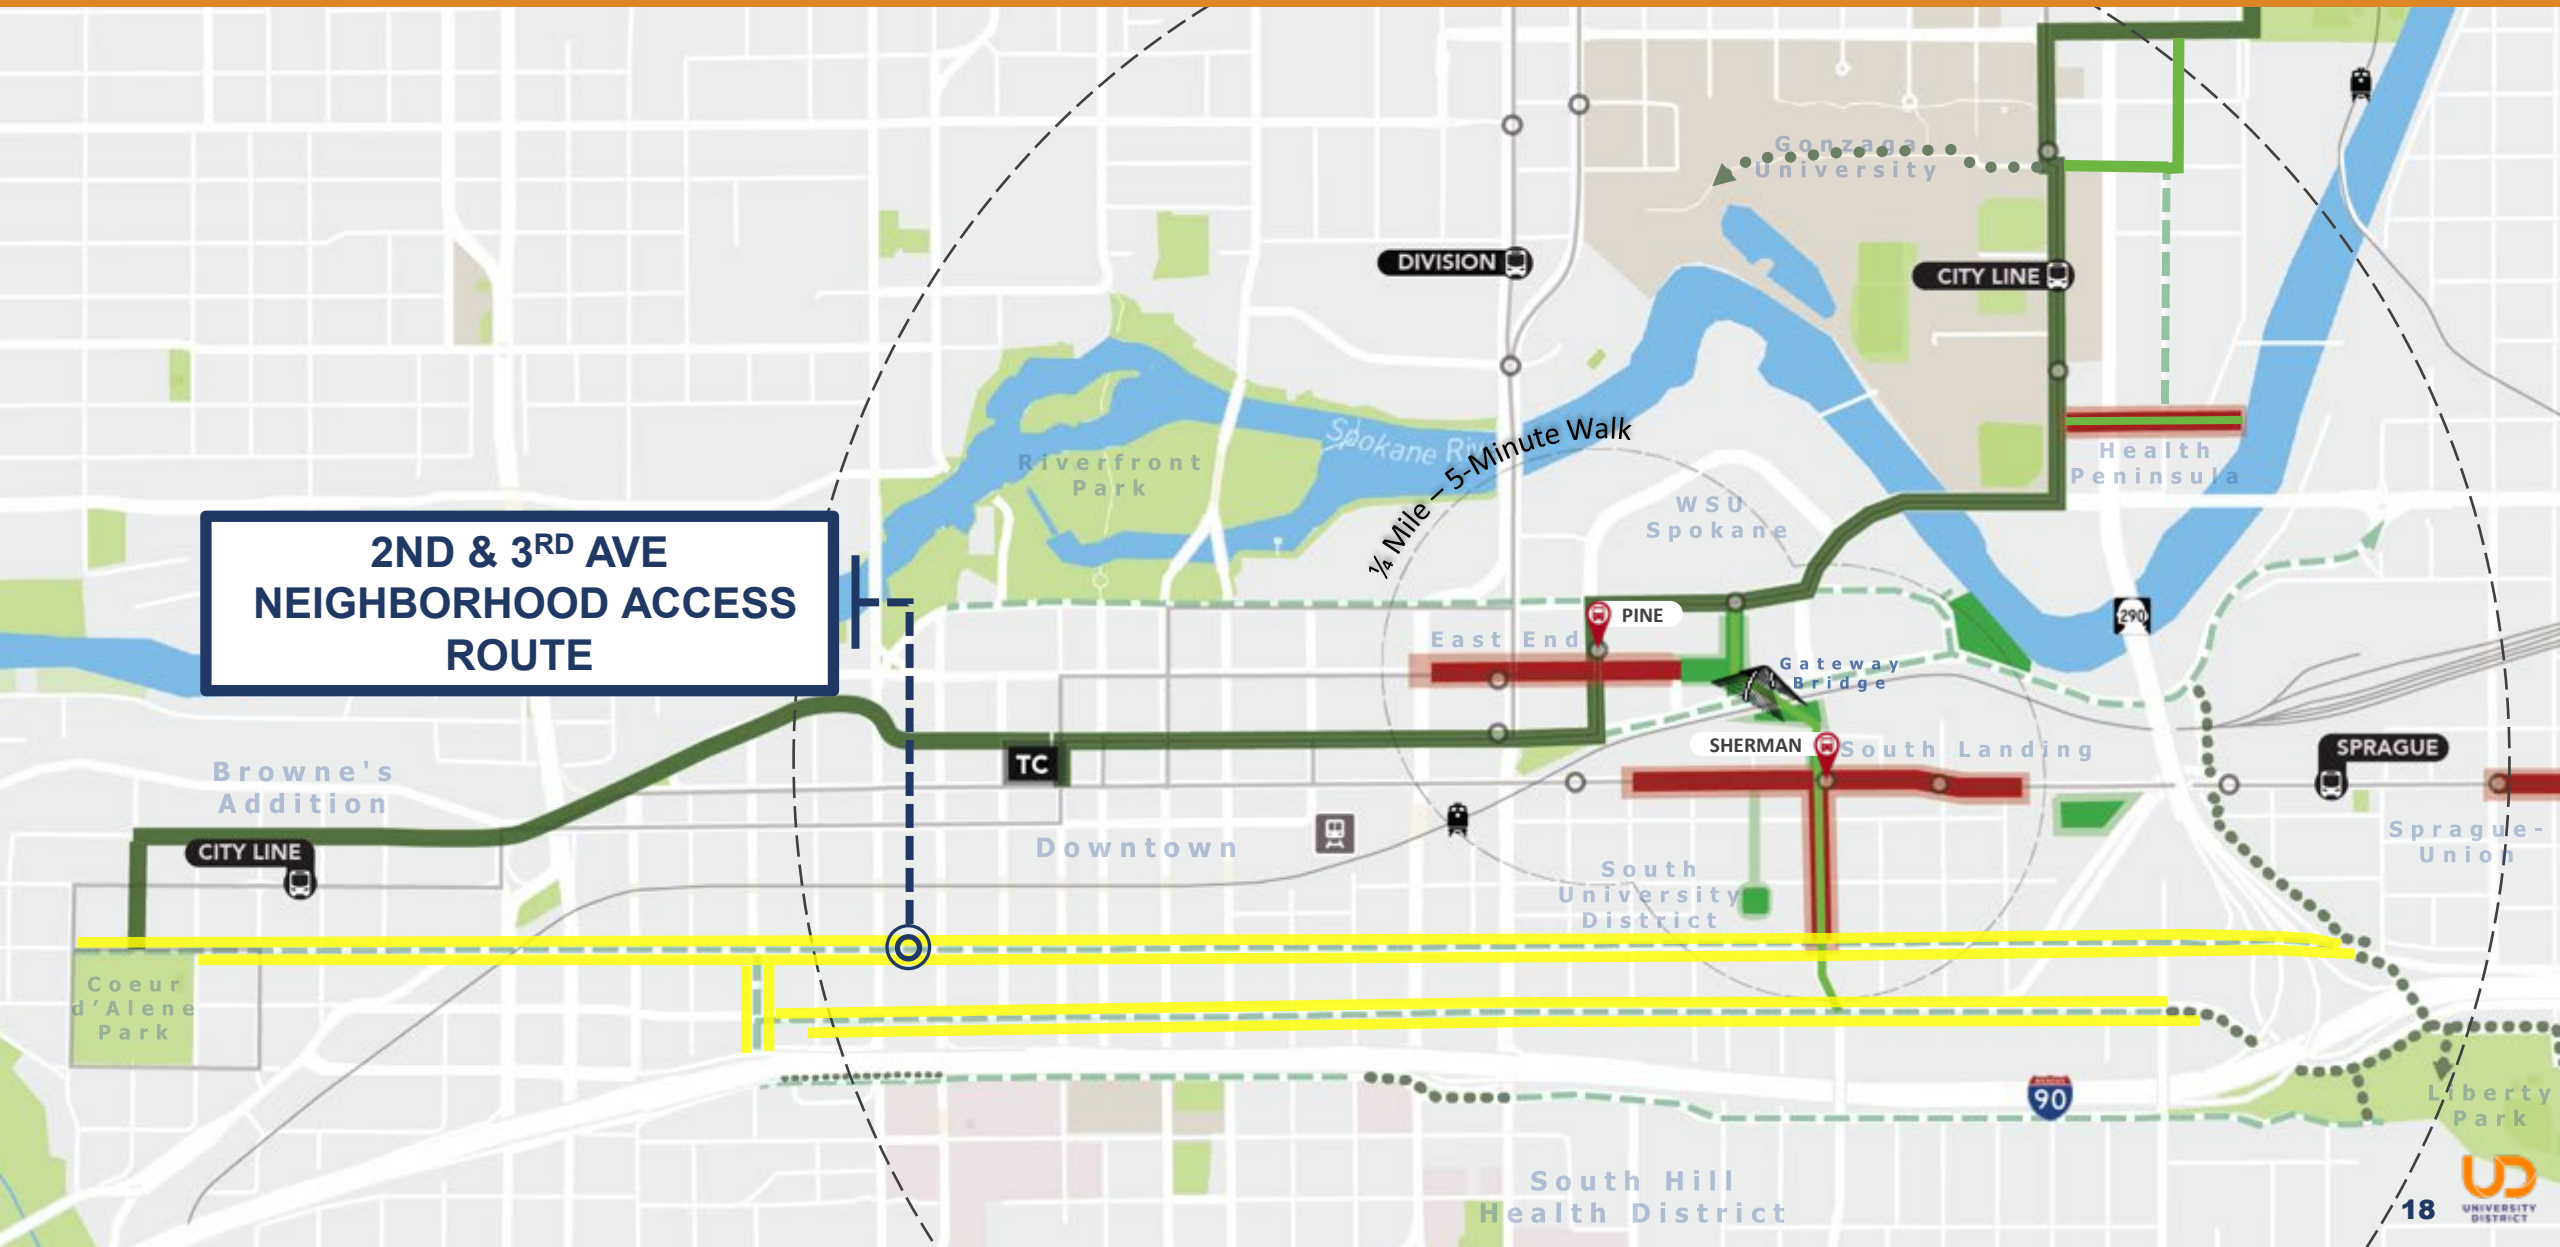 Gonzaga
University
DIVISION
CITY LINE
Spokane Riv
¼ Mile – 5-Minute Walk
Riverfront
Park
Health
Peninsula
WSU
Spokane
2ND & 3RD AVE
NEIGHBORHOOD ACCESS
ROUTE
PINE
290
East End
Gateway
Bridge
SHERMAN
South Landing
SPRAGUE
TC
Browne's
Addition
CITY LINE
Downtown
Sprague-
Union
South
University
District
Coeur
d'Alene
Park
90
Liberty
Park
South Hill
Health District
18
UD
UNIVERSITY
DISTRICT